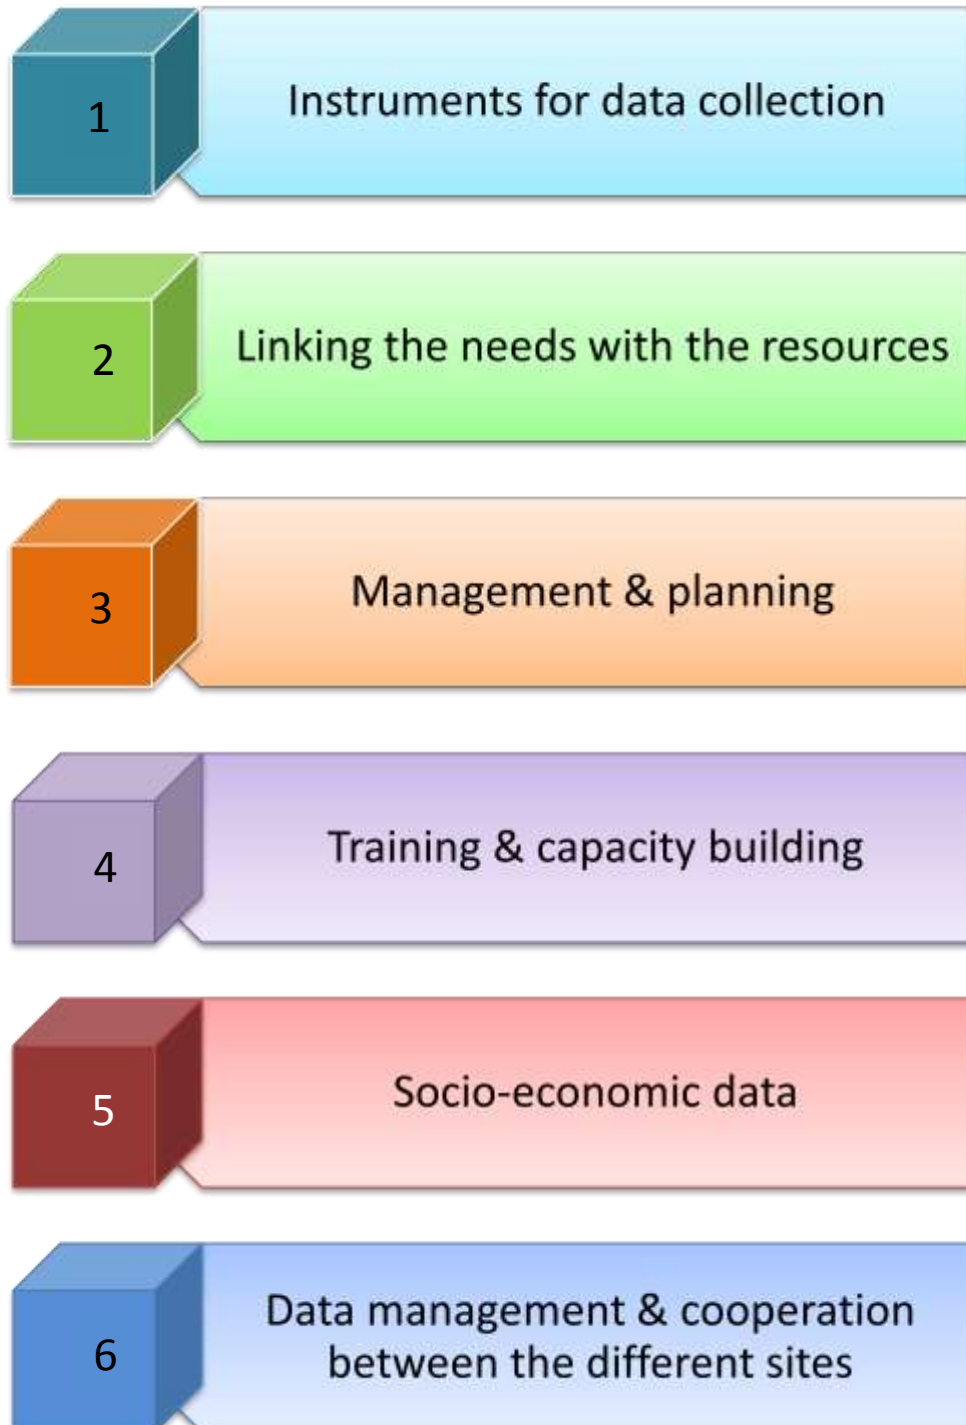 1
Instruments for data collection
2
Linking the needs with the resources
3
Management & planning
4
Training & capacity building
5
Socio-economic data
6
Data management & cooperation
between the different sites